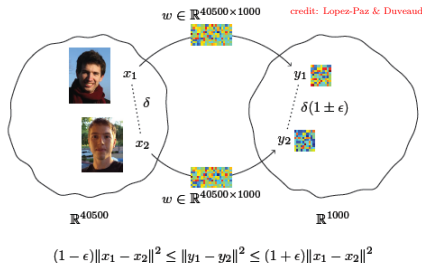 credit: Lopez-Paz & Duveaud
w ∈ ℝ^40500×1000
x₁
y₁
δ
δ(1 ± ϵ)
x₂
y₂
w ∈ ℝ^40500×1000
ℝ^40500
ℝ^1000
(1 − ϵ)‖x₁ − x₂‖² ≤ ‖y₁ − y₂‖² ≤ (1 + ϵ)‖x₁ − x₂‖²